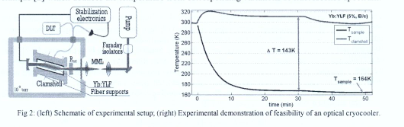 Stabilization
electronics
DLF
Pump
Faraday
isolators
MML
Yb:YLF
Fiber supports
Clamshell
Yb:YLF (5%, E//c)
T sample
T clamshell
Δ T = 143K
T sample = 164K
Temperature (K)
320
300
280
260
240
220
200
180
160
0
10
20
30
40
50
time (min)
Fig 2: (left) Schematic of experimental setup; (right) Experimental demonstration of feasibility of an optical cryocooler.